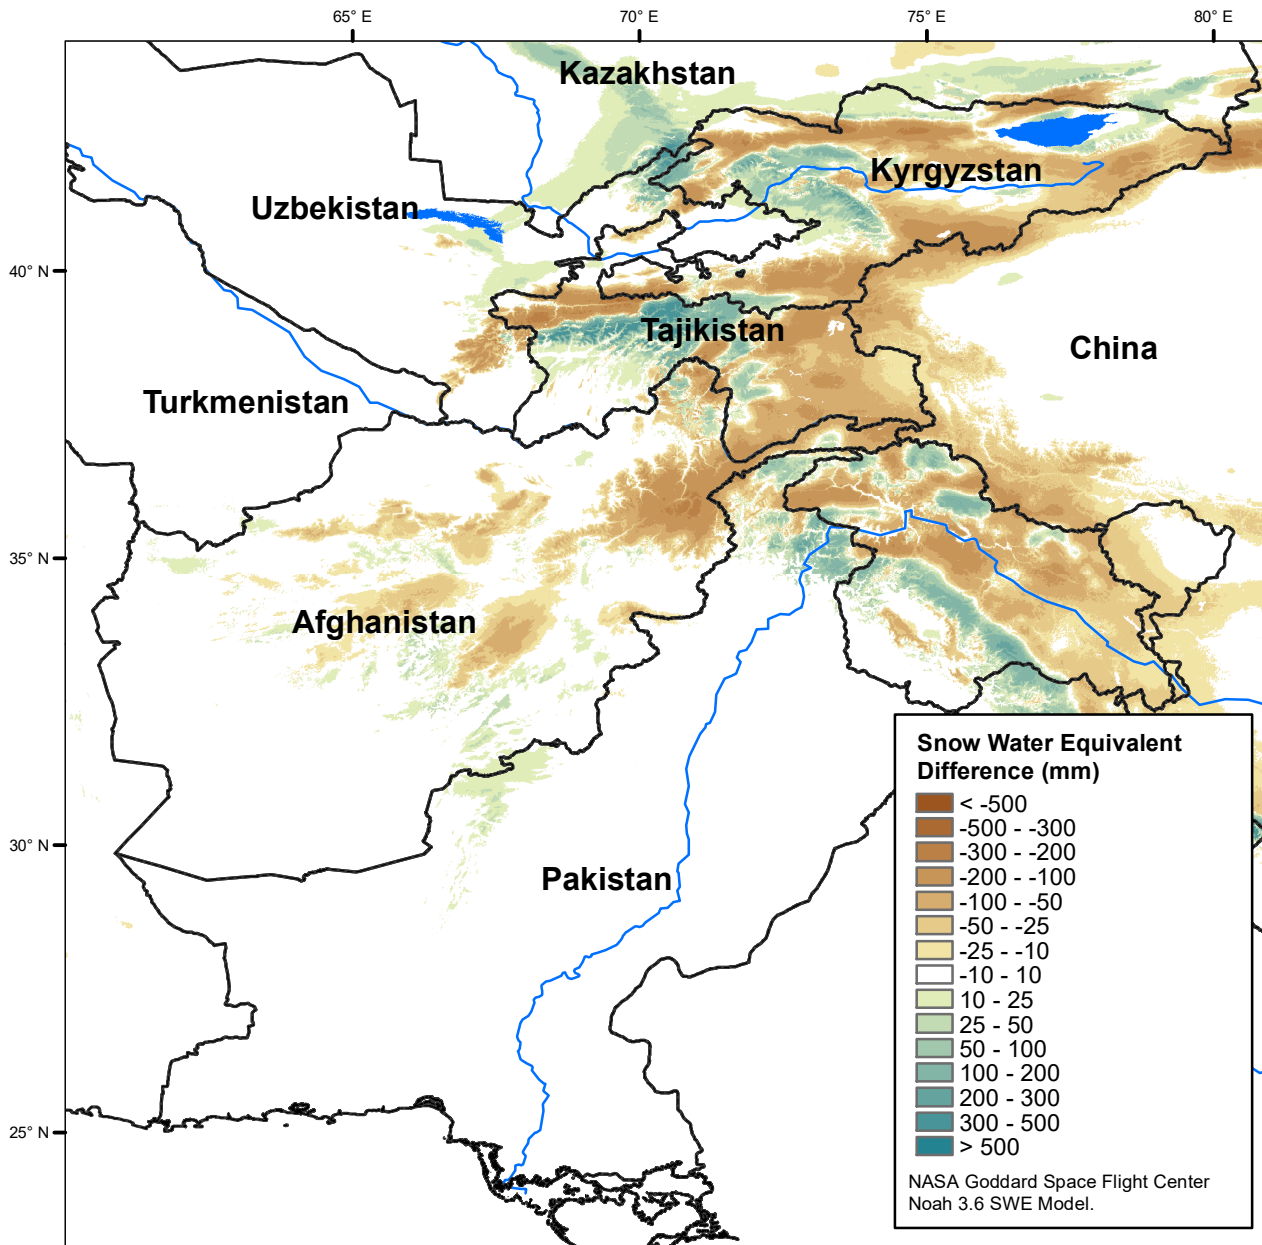 65° E 70° E 75° E 80° E
Kazakhstan
Kyrgyzstan
Uzbekistan
40° N
Tajikistan
China
Turkmenistan
35° N
Afghanistan
Snow Water Equivalent
Difference (mm)
< -500
-500 - -300
30° N
-300 - -200
Pakistan
-200 - -100
-100 - -50
-50 - -25
-25 - -10
-10 - 10
10 - 25
25 - 50
50 - 100
100 - 200
200 - 300
300 - 500
25° N
> 500
NASA Goddard Space Flight Center
Noah 3.6 SWE Model.